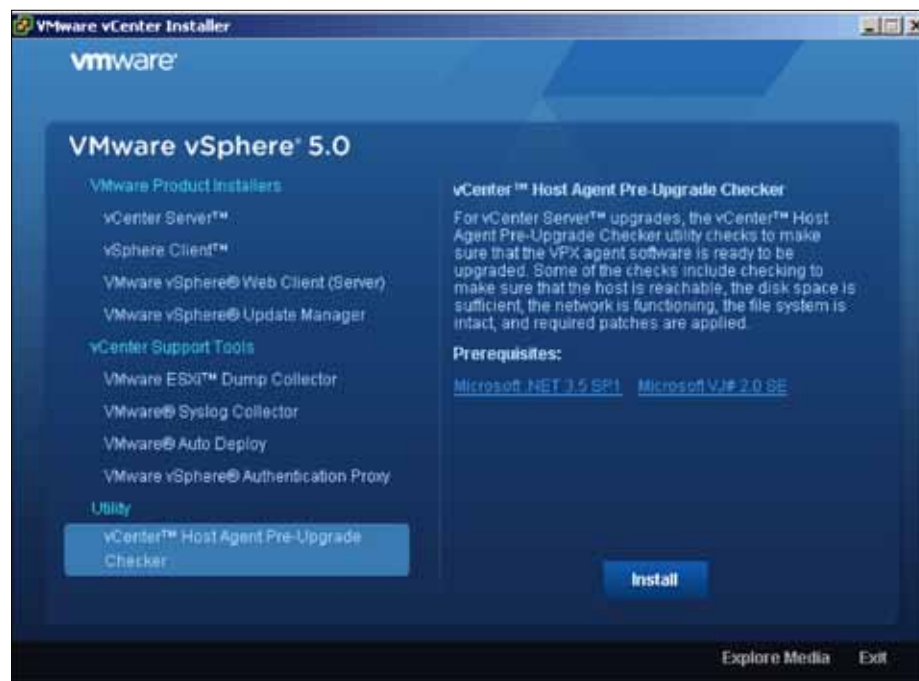 VMware vCenter Installer
vmware
VMware vSphere® 5.0
VMware Product Installers
vCenter Server™
vSphere Client™
VMware vSphere® Web Client (Server)
VMware vSphere® Update Manager
vCenter Support Tools
VMware ESXi™ Dump Collector
VMware® Syslog Collector
VMware® Auto Deploy
VMware vSphere® Authentication Proxy
Utility
vCenter™ Host Agent Pre-Upgrade
Checker
vCenter™ Host Agent Pre-Upgrade Checker
For vCenter Server™ upgrades, the vCenter™ Host
Agent Pre-Upgrade Checker utility checks to make
sure that the VPX agent software is ready to be
upgraded. Some of the checks include checking to
make sure that the host is reachable, the disk space is
sufficient, the network is functioning, the file system is
intact, and required patches are applied.
Prerequisites:
Microsoft .NET 3.5 SP1 Microsoft VJ# 2.0 SE
Install
Explore Media Exit